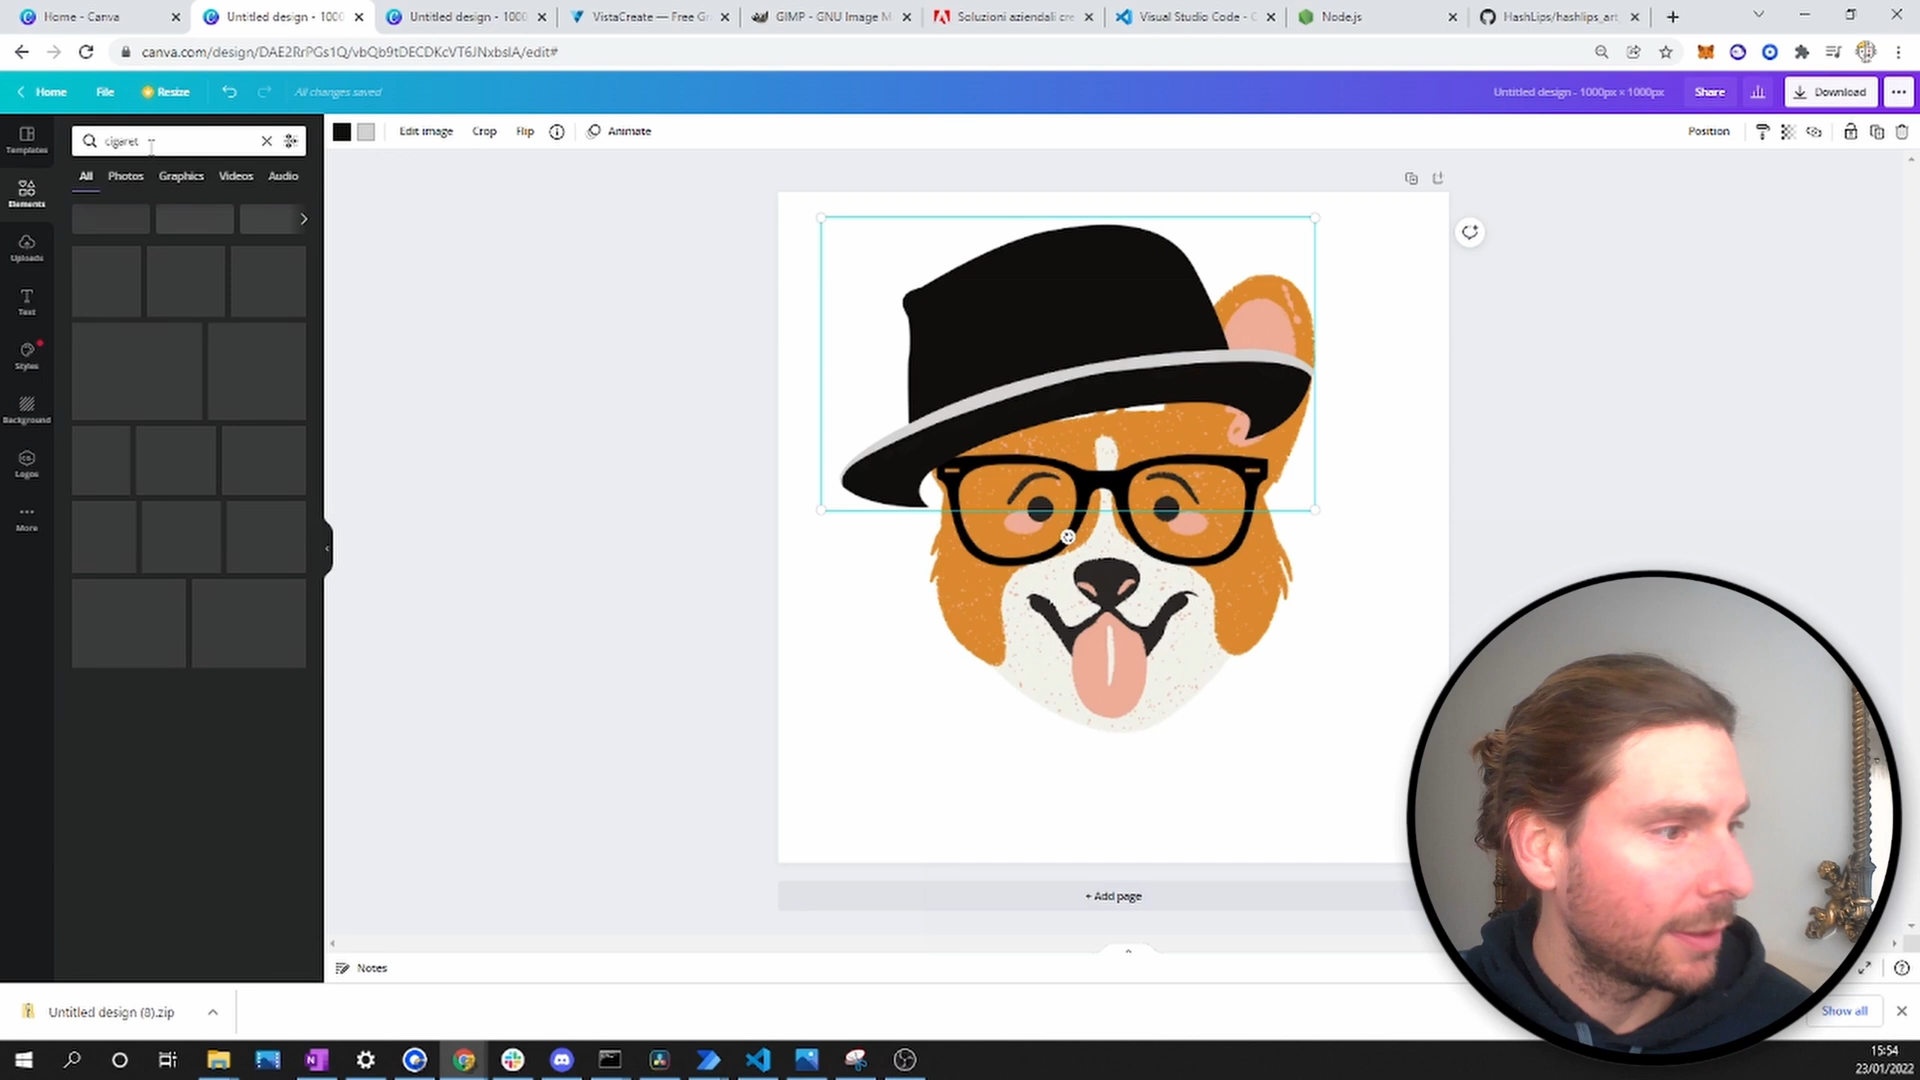 Home - Canva
Untitled design - 1000
Untitled design - 1000
VistaCreate — Free Gr
GIMP - GNU Image M
Soluzioni aziendali cre
Visual Studio Code - C
Node.js
HashLips/hashlips_art
canva.com/design/DAE2RrPGs1Q/vbQb9tDECDKcVT6JNxbsIA/edit#
Home
File
Resize
All changes saved
Untitled design - 1000px × 1000px
Share
Download
cigaret
Edit image
Crop
Flip
Animate
Position
Templates
All
Photos
Graphics
Videos
Audio
Elements
Uploads
Text
Styles
Background
Logos
More
+ Add page
Notes
Untitled design (8).zip
Show all
15:54
23/01/2022